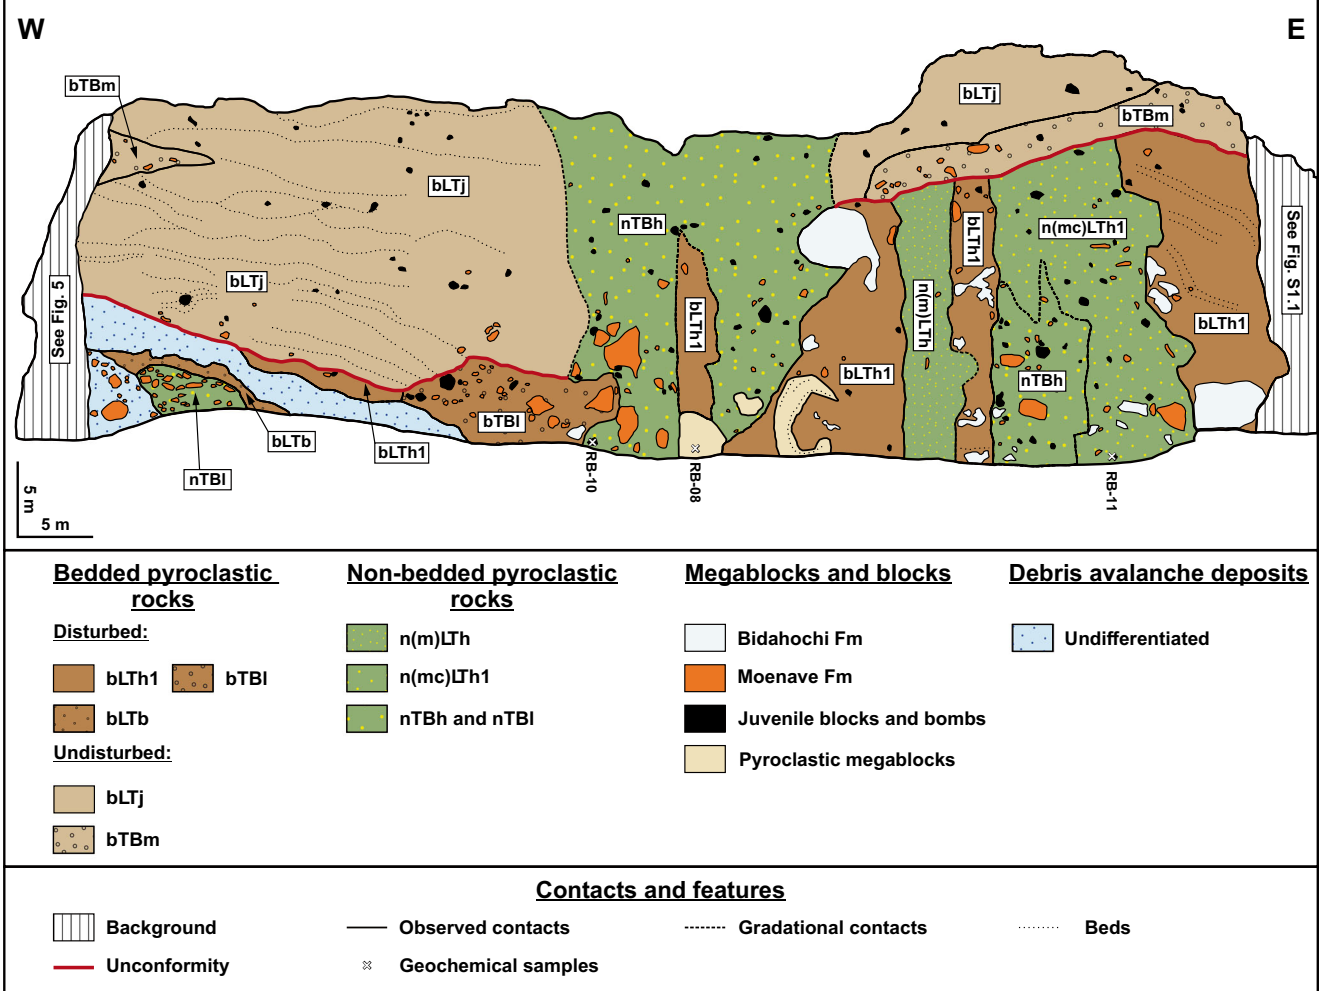 W
E
bTBm
bLTj
bTBm
bLTj
nTBh
bLTh1
n(mc)LTh1
bLTj
See Fig. 5
bLTh1
n(m)LTh
See Fig. S1.1
bLTh1
bLTh1
nTBh
bTBl
bLTb
bLTh1
nTBl
RB-10
RB-08
RB-11
5 m
5 m
Bedded pyroclastic
rocks
Disturbed:
bLTh1
bTBl
bLTb
Undisturbed:
bLTj
bTBm
Non-bedded pyroclastic
rocks
n(m)LTh
n(mc)LTh1
nTBh and nTBl
Megablocks and blocks
Bidahochi Fm
Moenave Fm
Juvenile blocks and bombs
Pyroclastic megablocks
Debris avalanche deposits
Undifferentiated
Contacts and features
Background
Observed contacts
Gradational contacts
Beds
Unconformity
Geochemical samples